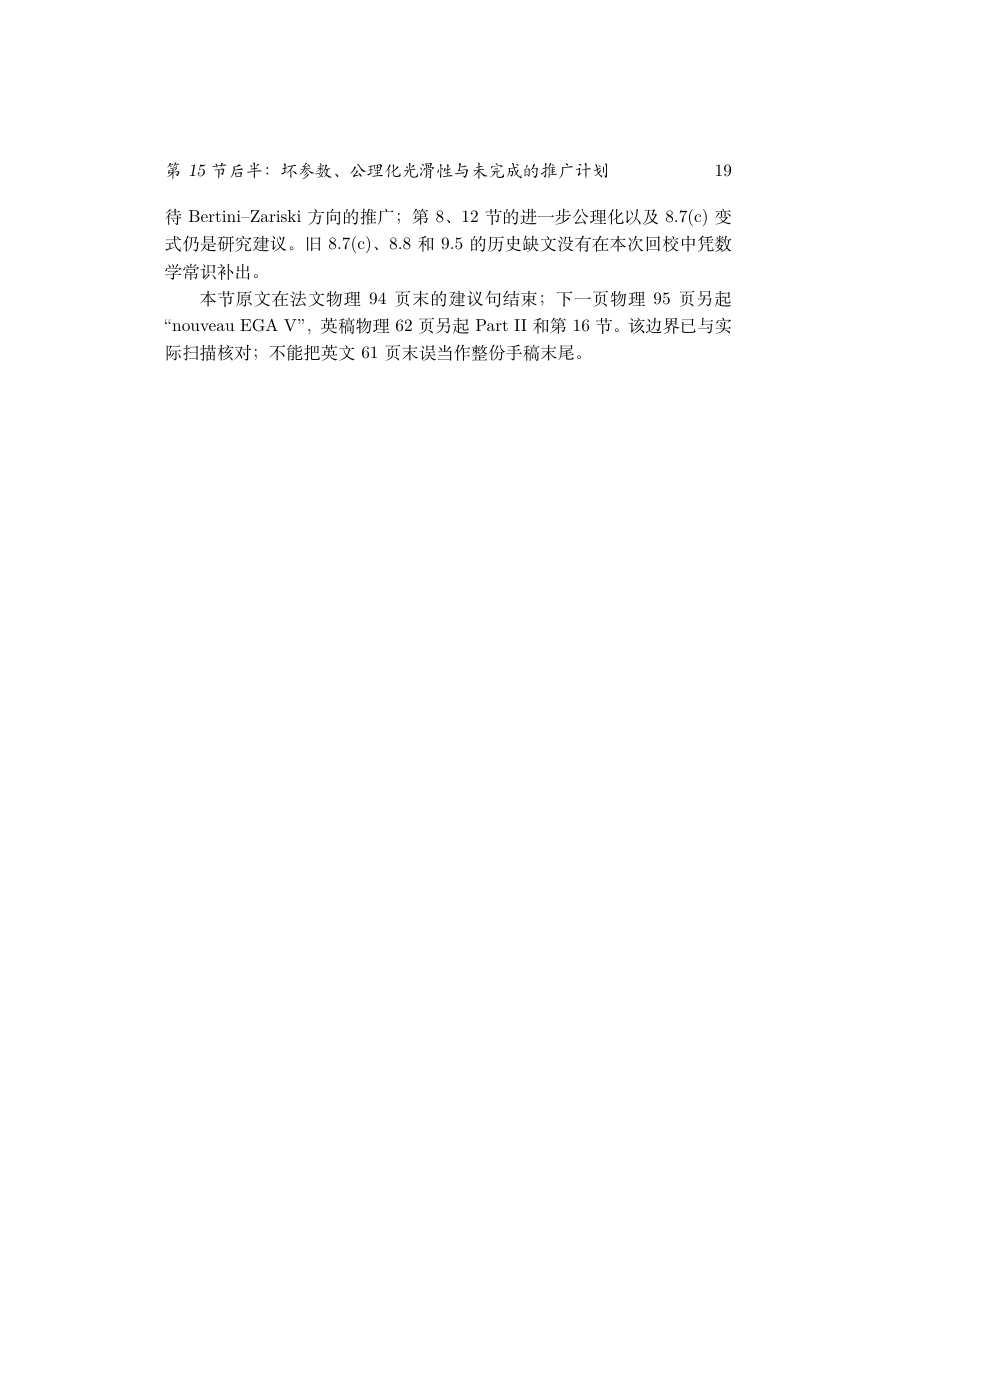 第 15 节后半：坏参数、公理化光滑性与未完成的推广计划 19
待 Bertini–Zariski 方向的推广；第 8、12 节的进一步公理化以及 8.7(c) 变
式仍是研究建议。旧 8.7(c)、8.8 和 9.5 的历史缺文没有在本次回校中凭数
学常识补出。
本节原文在法文物理 94 页末的建议句结束；下一页物理 95 页另起
“nouveau EGA V”, 英稿物理 62 页另起 Part II 和第 16 节。该边界已与实
际扫描核对；不能把英文 61 页末误当作整份手稿末尾。